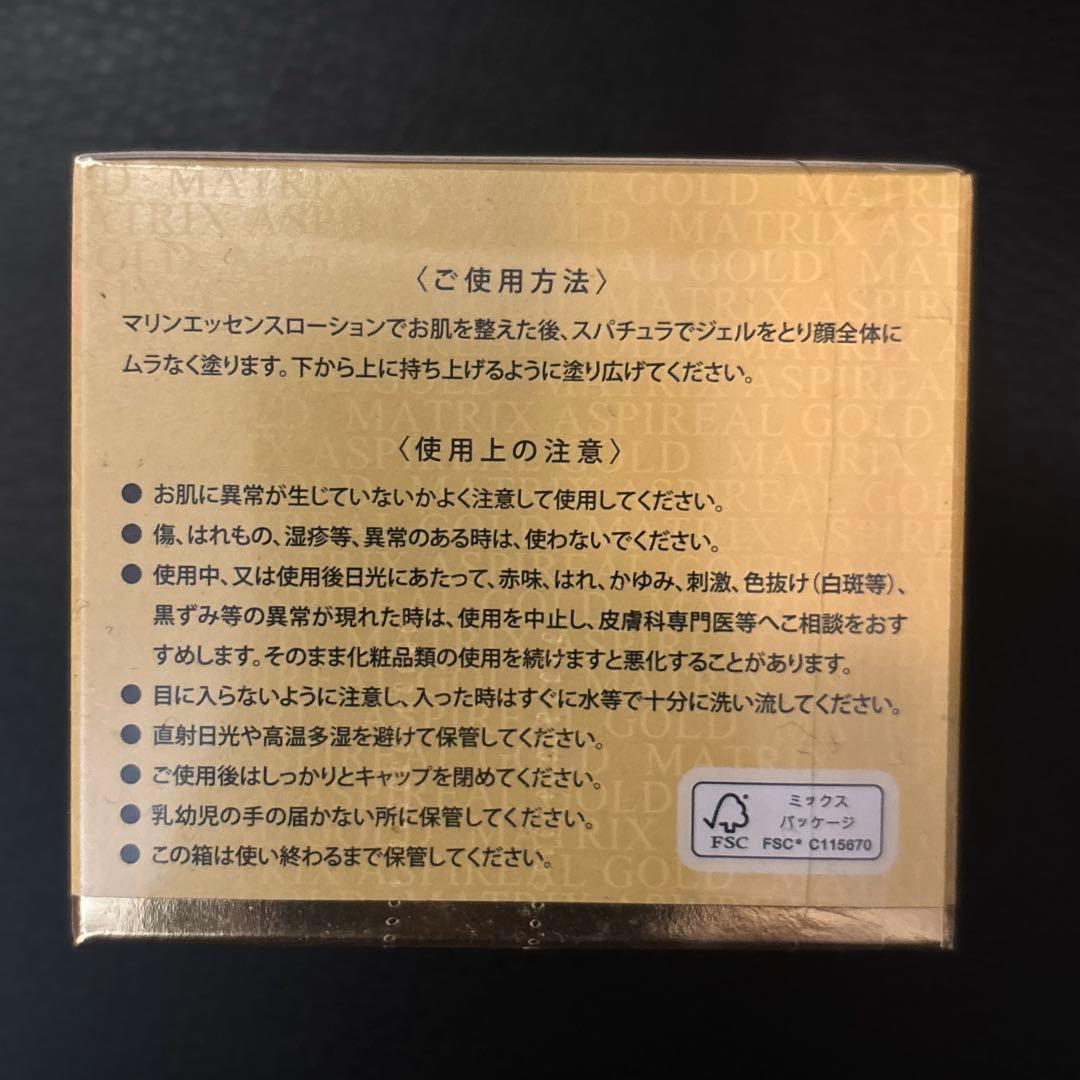 〈ご使用方法〉
マリンエッセンスローションでお肌を整えた後、スパチュラでジェルをとり顔全体に
ムラなく塗ります。下から上に持ち上げるように塗り広げてください。
〈使用上の注意〉
● お肌に異常が生じていないかよく注意して使用してください。
● 傷、はれもの、湿疹等、異常のある時は、使わないでください。
● 使用中、又は使用後日光にあたって、赤味、はれ、かゆみ、刺激、色抜け(白斑等)、
黒ずみ等の異常が現れた時は、使用を中止し、皮膚科専門医等へご相談をおす
すめします。そのまま化粧品類の使用を続けますと悪化することがあります。
● 目に入らないように注意し、入った時はすぐに水等で十分に洗い流してください。
● 直射日光や高温多湿を避けて保管してください。
● ご使用後はしっかりとキャップを閉めてください。
● 乳幼児の手の届かない所に保管してください。
● この箱は使い終わるまで保管してください。
ミックス
パッケージ
FSC FSC® C115670
MATRIX ASPIREAL GOLD